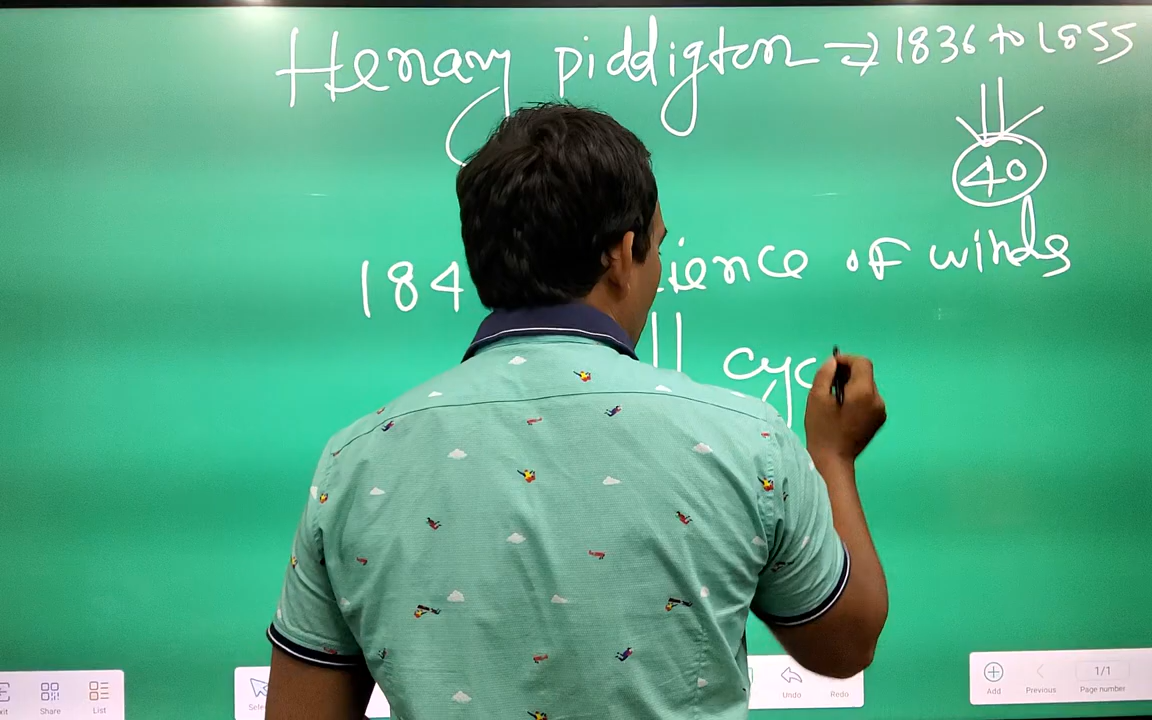 Henary piddigton ⇒ 1836 to 1855
40
184 ience of winds
cyc
Share
List
Undo
Redo
Add
Previous
1/1
Page number